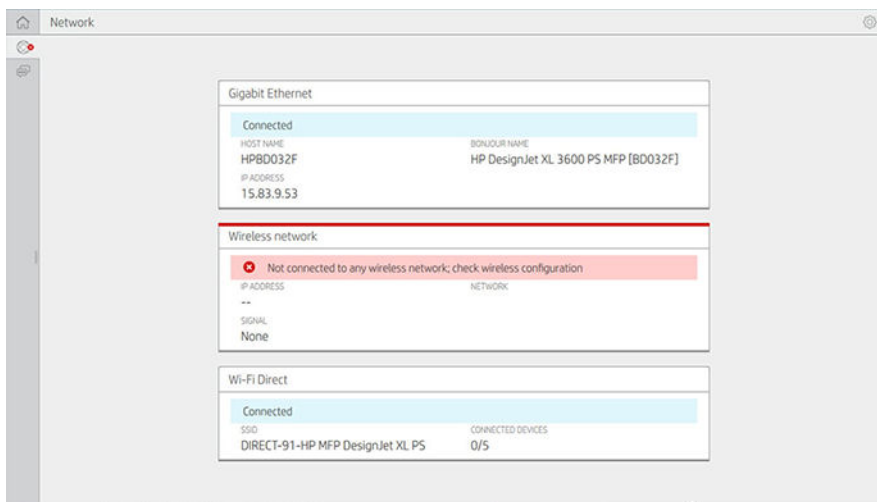 Network
Gigabit Ethernet
Connected
HOST NAME
BONJOUR NAME
HPBD032F
HP DesignJet XL 3600 PS MFP [BD032F]
IP ADDRESS
15.83.9.53
Wireless network
Not connected to any wireless network; check wireless configuration
IP ADDRESS
NETWORK
--
SIGNAL
None
Wi-Fi Direct
Connected
SSID
CONNECTED DEVICES
DIRECT-91-HP MFP DesignJet XL PS
0/5